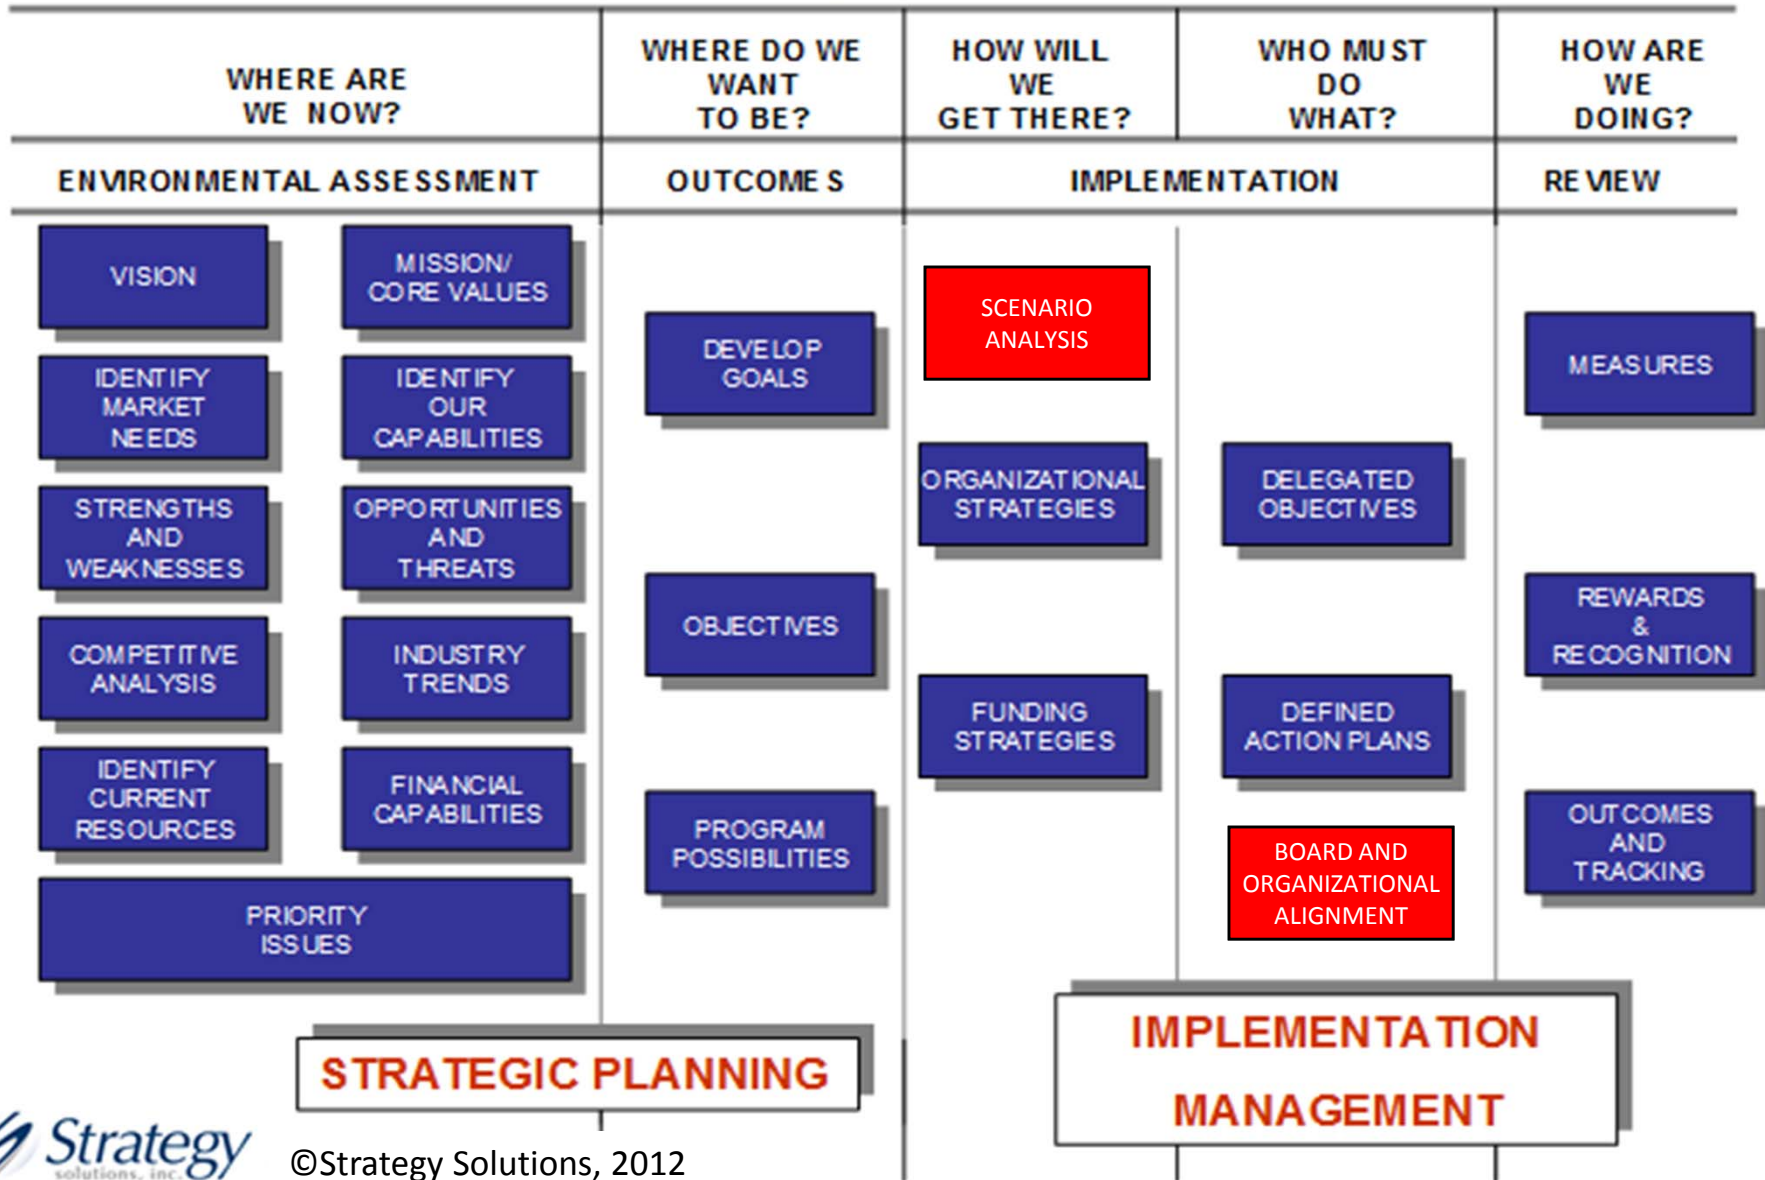 WHERE ARE
WE NOW?
WHERE DO WE
WANT
TO BE?
HOW WILL
WE
GET THERE?
WHO MUST
DO
WHAT?
HOW ARE
WE
DOING?
ENVIRONMENTAL ASSESSMENT
OUTCOMES
IMPLEMENTATION
REVIEW
VISION
MISSION/
CORE VALUES
IDENTIFY
MARKET
NEEDS
IDENTIFY
OUR
CAPABILITIES
STRENGTHS
AND
WEAKNESSES
OPPORTUNITIES
AND
THREATS
COMPETITIVE
ANALYSIS
INDUSTRY
TRENDS
IDENTIFY
CURRENT
RESOURCES
FINANCIAL
CAPABILITIES
PRIORITY
ISSUES
DEVELOP
GOALS
OBJECTIVES
PROGRAM
POSSIBILITIES
SCENARIO
ANALYSIS
ORGANIZATIONAL
STRATEGIES
FUNDING
STRATEGIES
DELEGATED
OBJECTIVES
DEFINED
ACTION PLANS
BOARD AND
ORGANIZATIONAL
ALIGNMENT
MEASURES
REWARDS
&
RECOGNITION
OUTCOMES
AND
TRACKING
STRATEGIC PLANNING
IMPLEMENTATION
MANAGEMENT
Strategy
solutions, inc.
©Strategy Solutions, 2012